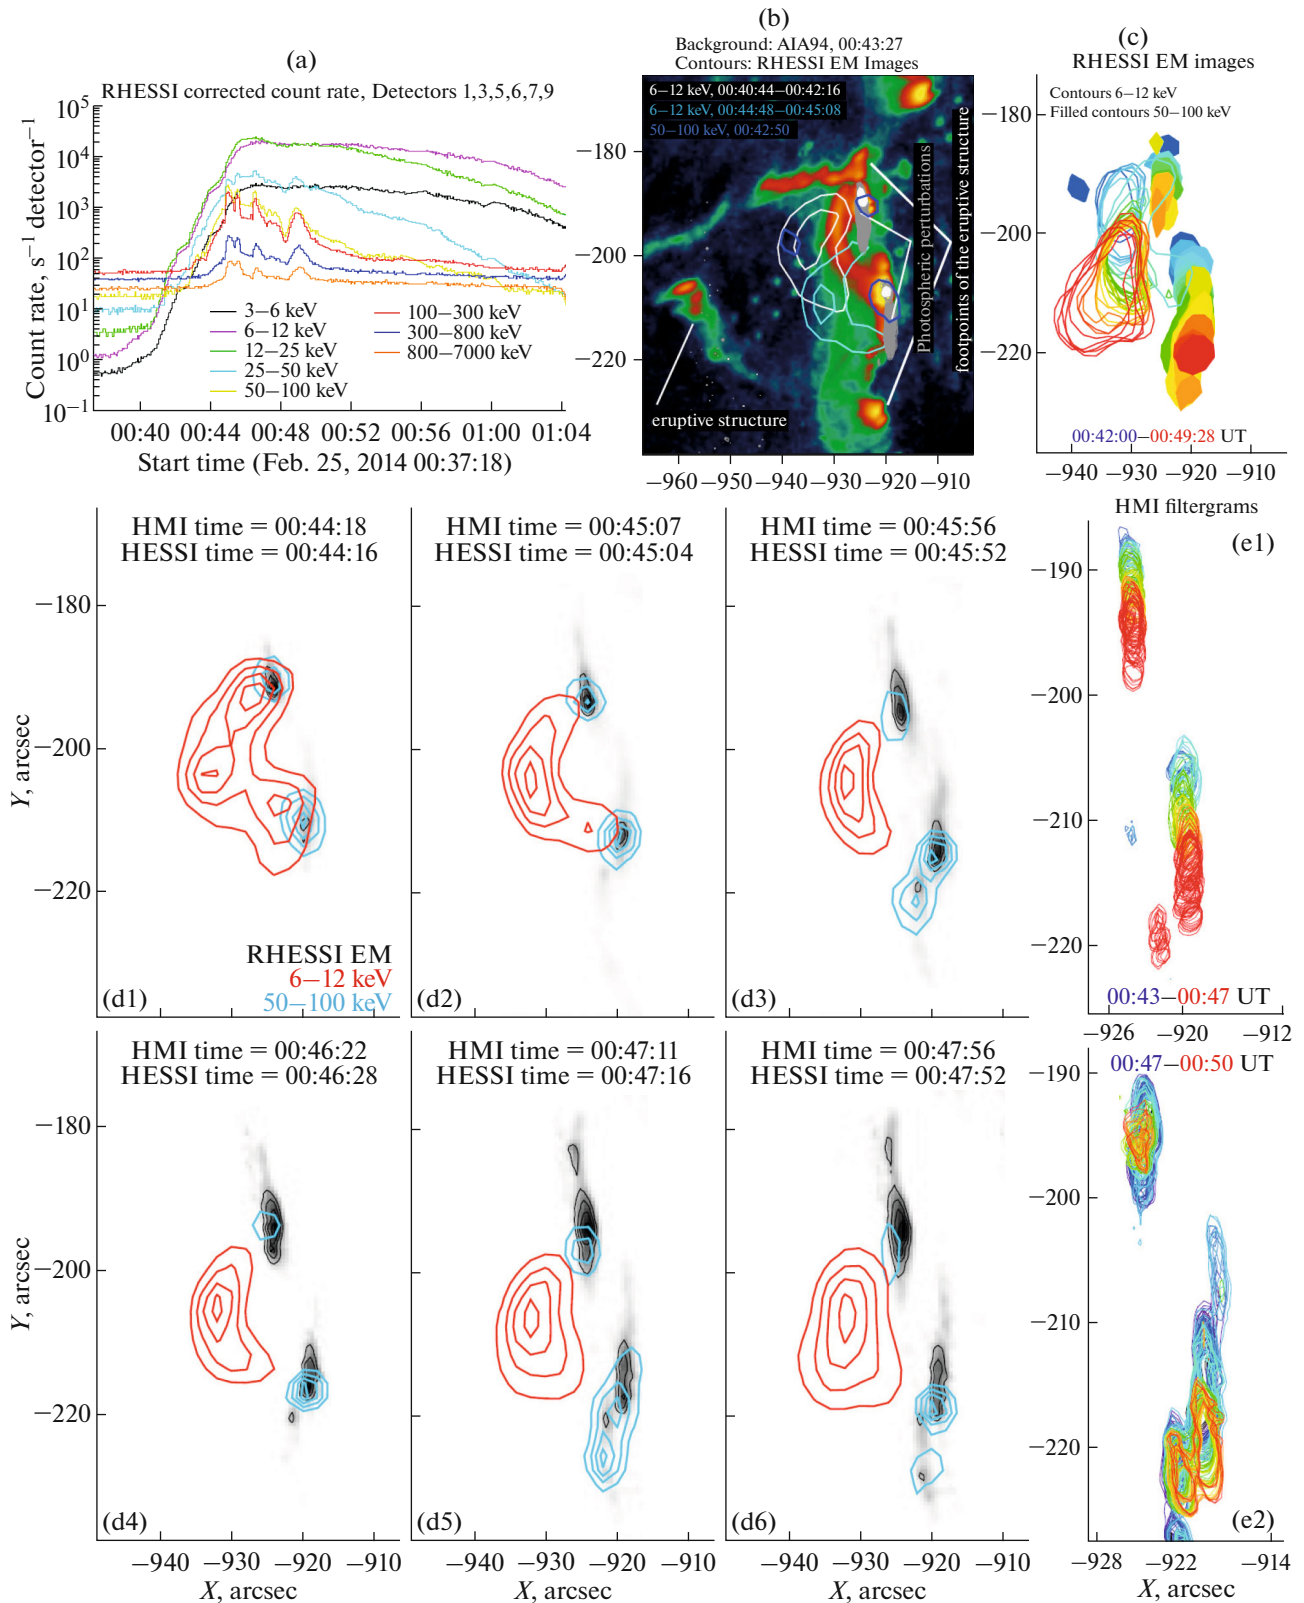 (a)
RHESSI corrected count rate, Detectors 1,3,5,6,7,9
Count rate, s−1 detector−1
10^5
10^4
10^3
10^2
10^1
10^0
10^−1
3−6 keV
6−12 keV
12−25 keV
25−50 keV
50−100 keV
100−300 keV
300−800 keV
800−7000 keV
00:40 00:44 00:48 00:52 00:56 01:00 01:04
Start time (Feb. 25, 2014 00:37:18)
(b)
Background: AIA94, 00:43:27
Contours: RHESSI EM Images
6−12 keV, 00:40:44−00:42:16
6−12 keV, 00:44:48−00:45:08
50−100 keV, 00:42:50
Photospheric perturbations
footpoints of the eruptive structure
eruptive structure
−180
−200
−220
−960 −950 −940 −930 −920 −910
(c)
RHESSI EM images
Contours 6−12 keV
Filled contours 50−100 keV
−180
−200
−220
00:42:00−00:49:28 UT
−940 −930 −920 −910
HMI time = 00:44:18
HESSI time = 00:44:16
−180
−200
−220
Y, arcsec
RHESSI EM
6−12 keV
50−100 keV
(d1)
HMI time = 00:45:07
HESSI time = 00:45:04
(d2)
HMI time = 00:45:56
HESSI time = 00:45:52
(d3)
HMI filtergrams
(e1)
−190
−200
−210
−220
00:43−00:47 UT
−926 −920 −912
HMI time = 00:46:22
HESSI time = 00:46:28
−180
−200
−220
Y, arcsec
(d4)
−940 −930 −920 −910
X, arcsec
HMI time = 00:47:11
HESSI time = 00:47:16
(d5)
−940 −930 −920 −910
X, arcsec
HMI time = 00:47:56
HESSI time = 00:47:52
(d6)
−940 −930 −920 −910
X, arcsec
00:47−00:50 UT
−190
−200
−210
−220
(e2)
−928 −922 −914
X, arcsec